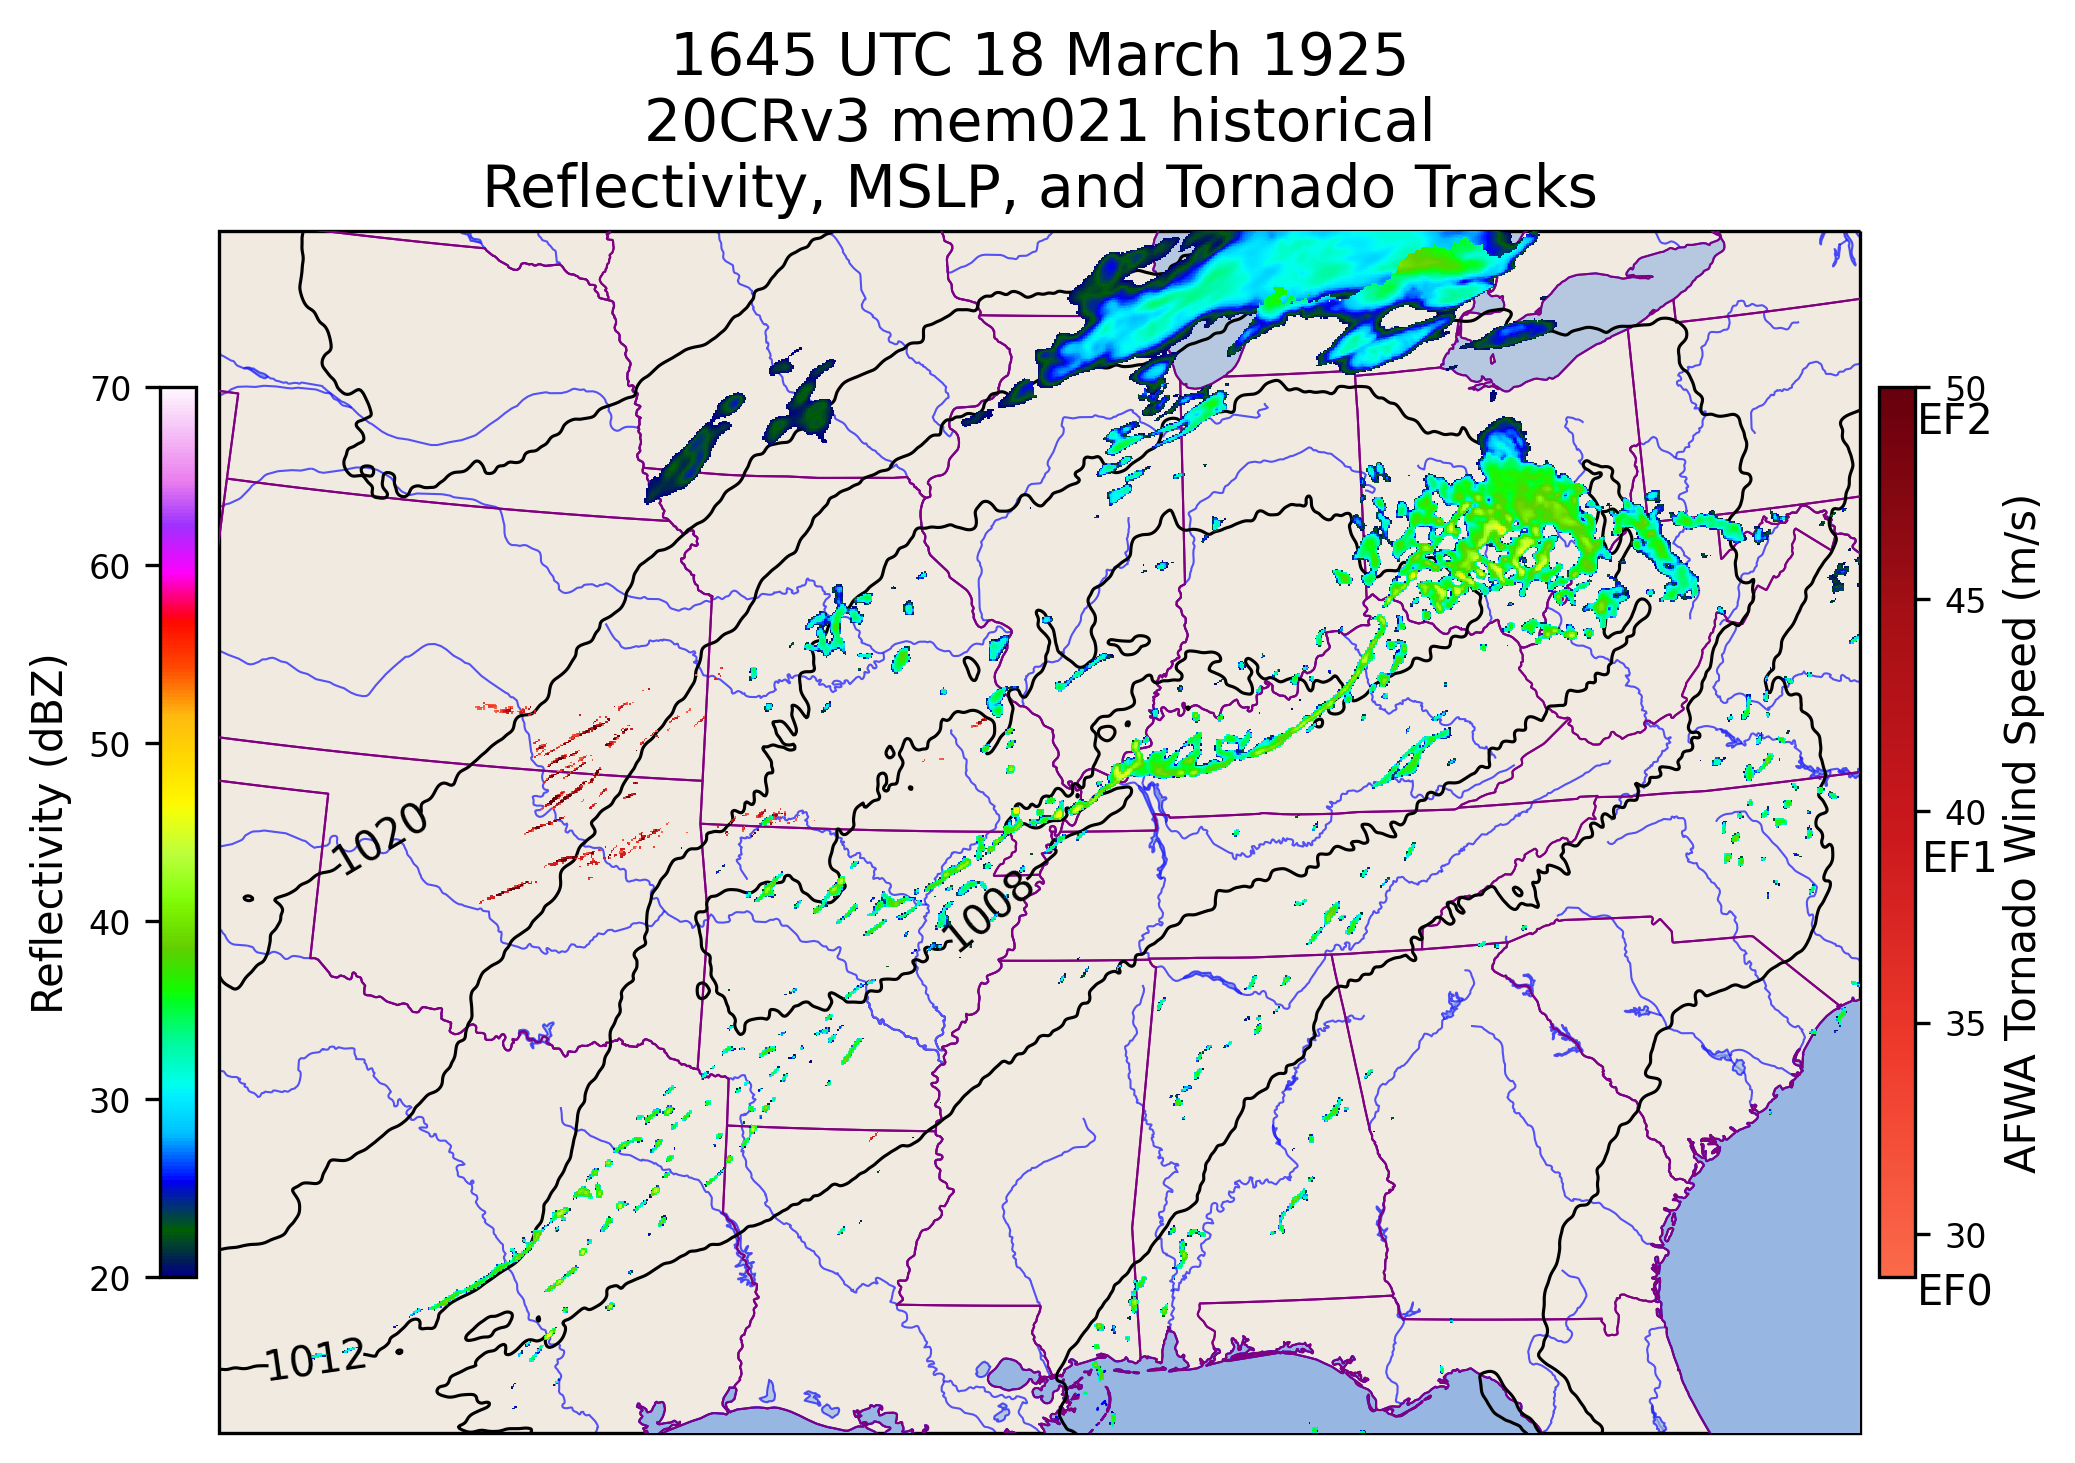 1645 UTC 18 March 1925
20CRv3 mem021 historical
Reflectivity, MSLP, and Tornado Tracks
70
60
50
40
30
20
Reflectivity (dBZ)
1020
1008
1012
50
EF2
45
40
EF1
35
30
EF0
AFWA Tornado Wind Speed (m/s)